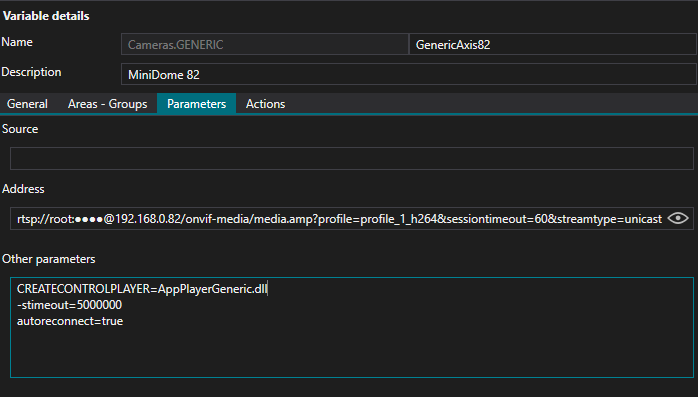 Variable details
Name Cameras.GENERIC GenericAxis82
Description MiniDome 82
General Areas - Groups Parameters Actions
Source
Address
rtsp://root:●●●●@192.168.0.82/onvif-media/media.amp?profile=profile_1_h264&sessiontimeout=60&streamtype=unicast
Other parameters
CREATECONTROLPLAYER=AppPlayerGeneric.dll
-stimeout=5000000
autoreconnect=true